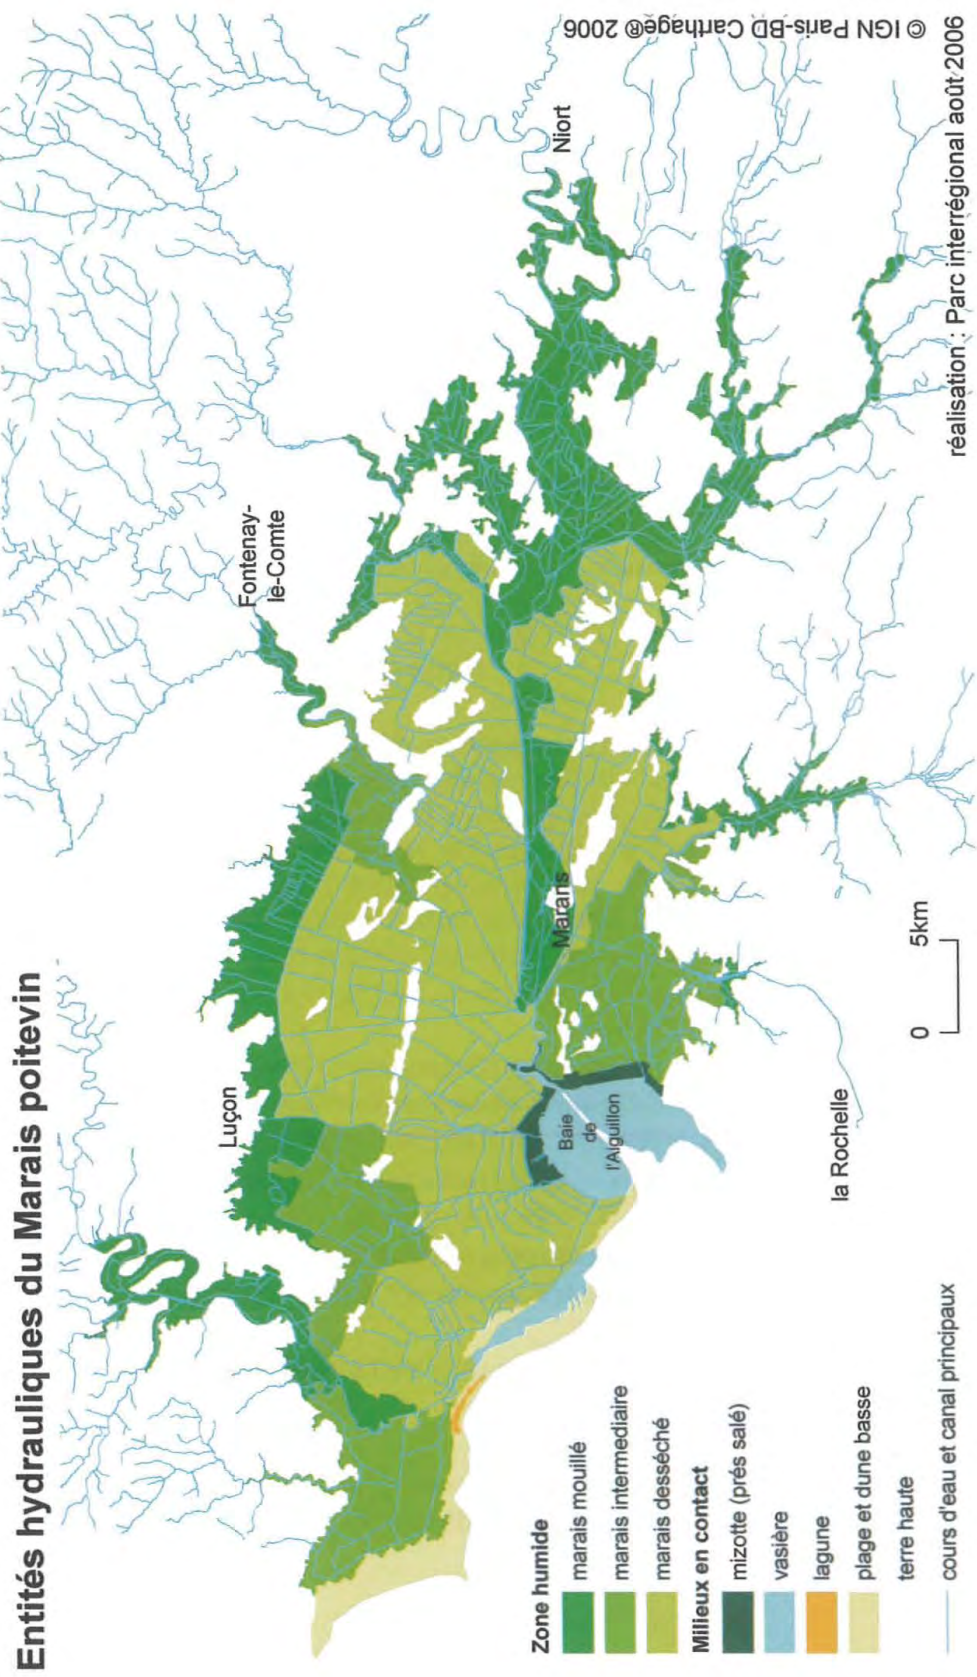 Entités hydrauliques du Marais poitevin
Luçon
Fontenay-
le-Comte
Niort
Marans
Baie
de
l'Aiguillon
la Rochelle
Zone humide
marais mouillé
marais intermediaire
marais desséché
Milieux en contact
mizotte (prés salé)
vasière
lagune
plage et dune basse
terre haute
cours d'eau et canal principaux
0 5km
réalisation : Parc interrégional août 2006
© IGN Paris-BD Carthage® 2006